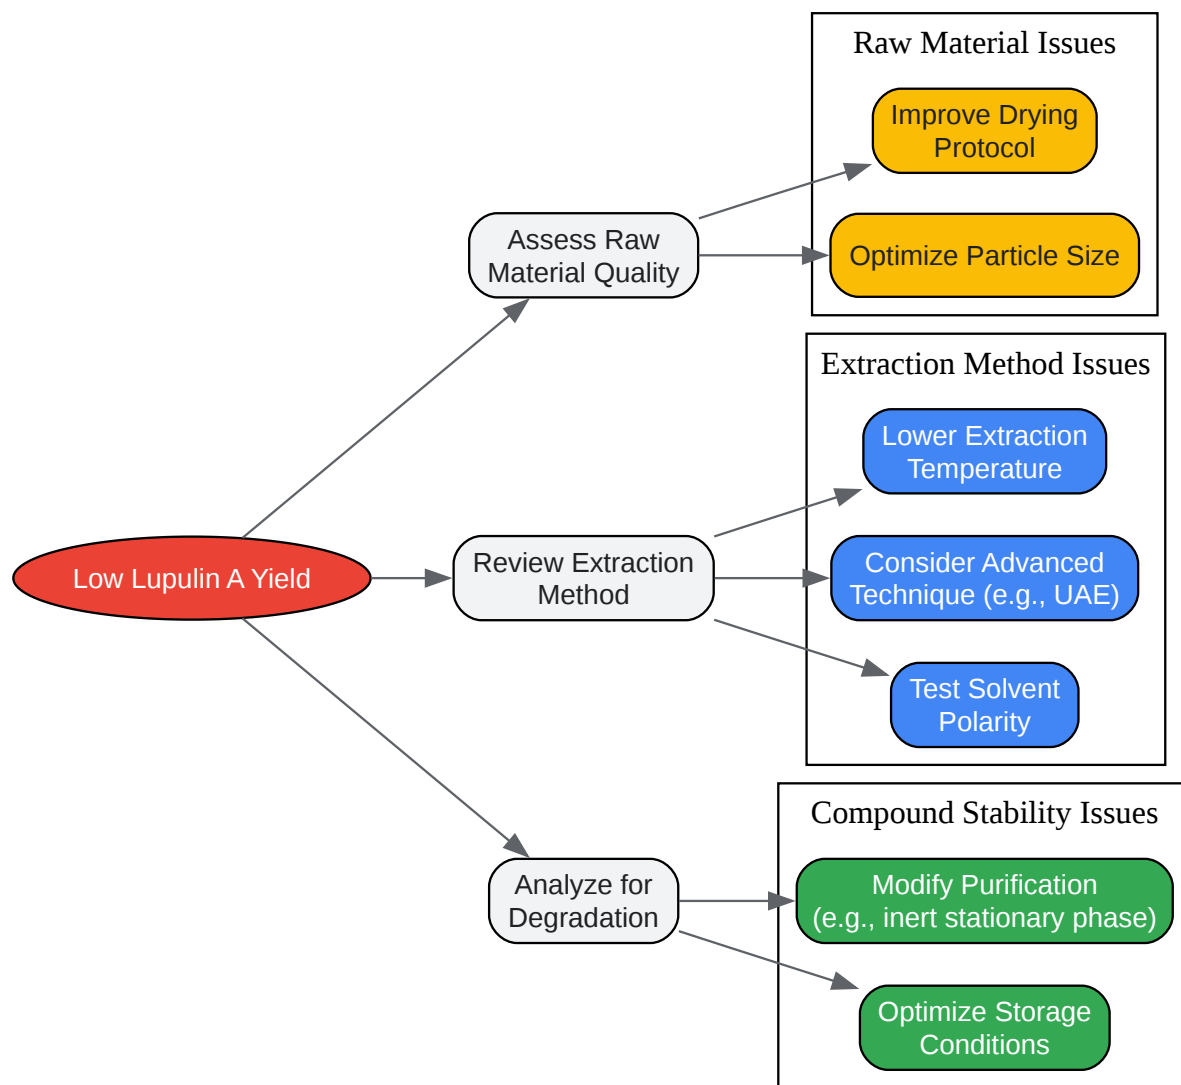 Raw Material Issues
Improve Drying
Protocol
Assess Raw
Material Quality
Optimize Particle Size
Extraction Method Issues
Lower Extraction
Temperature
Low Lupulin A Yield
Review Extraction
Method
Consider Advanced
Technique (e.g., UAE)
Test Solvent
Polarity
Compound Stability Issues
Analyze for
Degradation
Modify Purification
(e.g., inert stationary phase)
Optimize Storage
Conditions